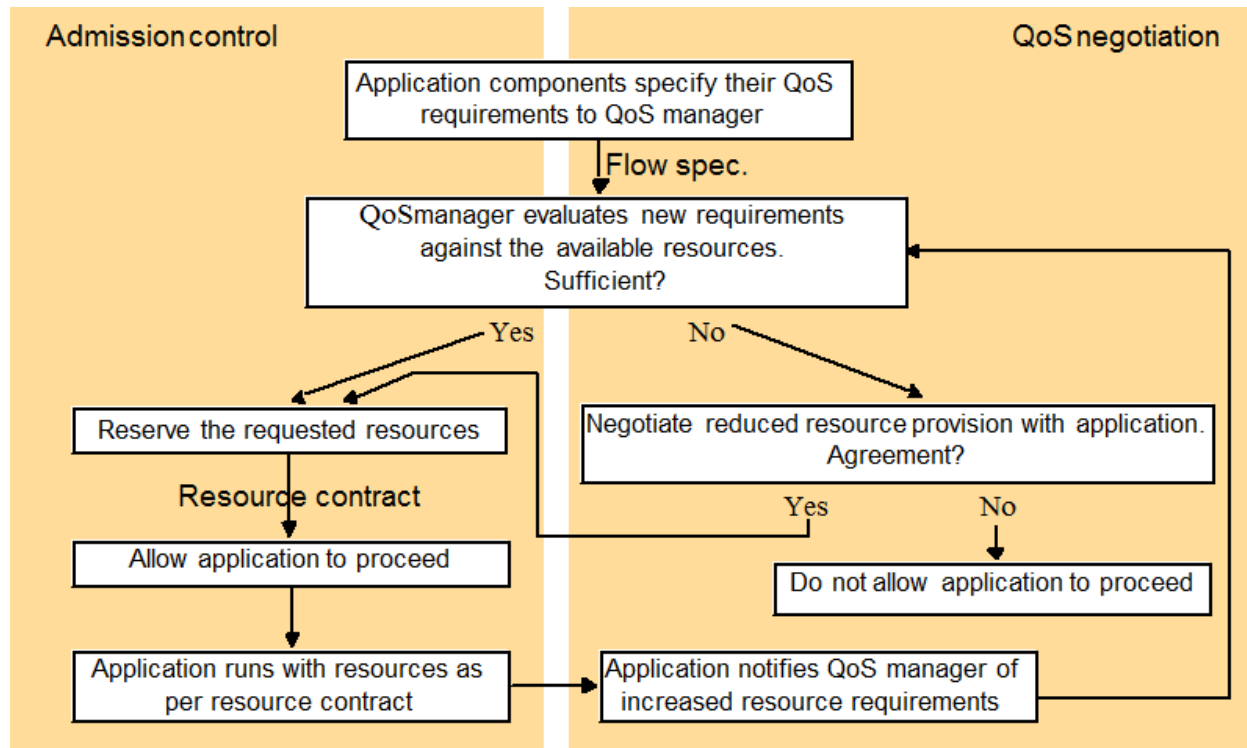 Admission control
QoS negotiation
Application components specify their QoS
requirements to QoS manager
Flow spec.
QoSmanager evaluates new requirements
against the available resources.
Sufficient?
Yes
No
Reserve the requested resources
Negotiate reduced resource provision with application.
Agreement?
Resource contract
Yes
No
Allow application to proceed
Do not allow application to proceed
Application runs with resources as
per resource contract
Application notifies QoS manager of
increased resource requirements